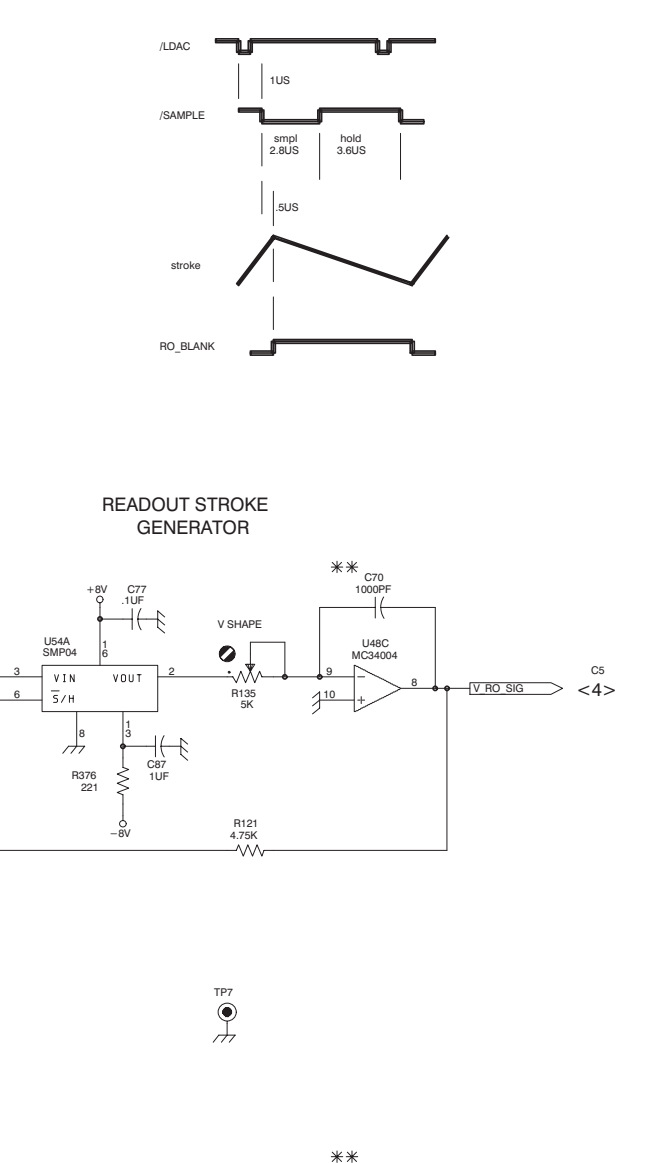 /LDAC
1US
/SAMPLE
smpl hold
2.8US 3.6US
.5US
stroke
RO_BLANK
READOUT STROKE
GENERATOR
**
C70
1000PF
+8V C77
.1UF
V SHAPE
U54A
SMP04
1
6
U48C
MC34004
3 VIN VOUT 2
9 -
8
6 S/H
R135
5K
10 +
V_RO_SIG
C5
<4>
8
1
3
C87
1UF
R376
221
-8V
R121
4.75K
TP7
**